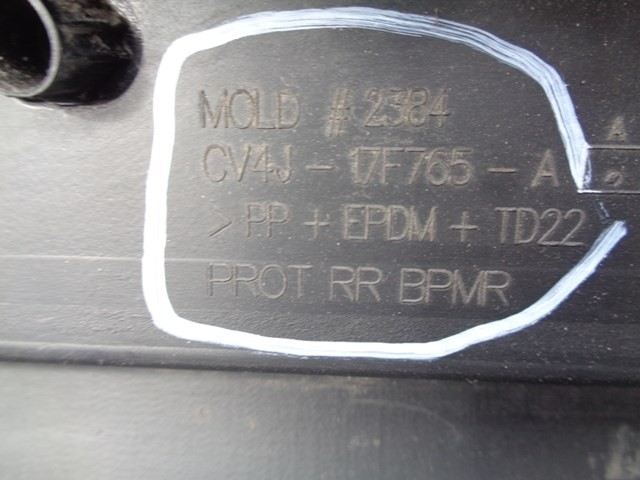 MOLD # 2384
CV4J - 17F765 - A
>PP + EPDM + TD22
PROT RR BPMR
A